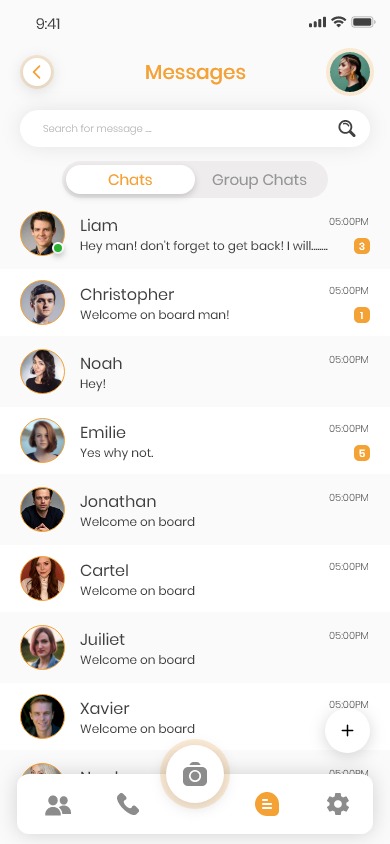 9:41
Messages
Search for message ....
Chats
Group Chats
Liam
05:00PM
Hey man! don't forget to get back! I will........
3
Christopher
05:00PM
Welcome on board man!
1
Noah
05:00PM
Hey!
Emilie
05:00PM
Yes why not.
5
Jonathan
05:00PM
Welcome on board
Cartel
05:00PM
Welcome on board
Juiliet
05:00PM
Welcome on board
Xavier
05:00PM
Welcome on board
+
05:00PM